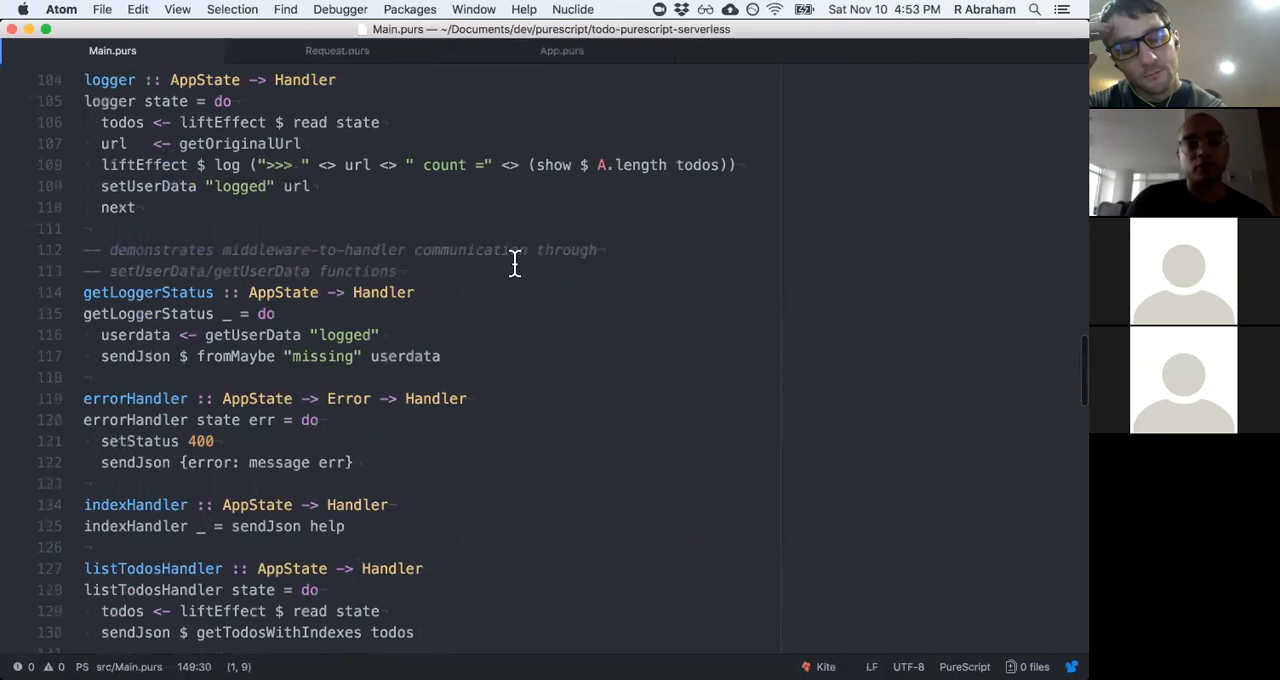 Atom File Edit View Selection Find Debugger Packages Window Help Nuclide Sat Nov 10 4:53 PM R Abraham
Main.purs — ~/Documents/dev/purescript/todo-purescript-serverless
Main.purs Request.purs App.purs
104 logger :: AppState -> Handler
105 logger state = do
106 todos <- liftEffect $ read state
107 url <- getOriginalUrl
108 liftEffect $ log (">>> " <> url <> " count =" <> (show $ A.length todos))
109 setUserData "logged" url
110 next
111
112 -- demonstrates middleware-to-handler communication through
113 -- setUserData/getUserData functions
114 getLoggerStatus :: AppState -> Handler
115 getLoggerStatus _ = do
116 userdata <- getUserData "logged"
117 sendJson $ fromMaybe "missing" userdata
118
119 errorHandler :: AppState -> Error -> Handler
120 errorHandler state err = do
121 setStatus 400
122 sendJson {error: message err}
123
124 indexHandler :: AppState -> Handler
125 indexHandler _ = sendJson help
126
127 listTodosHandler :: AppState -> Handler
128 listTodosHandler state = do
129 todos <- liftEffect $ read state
130 sendJson $ getTodosWithIndexes todos
0 0 PS src/Main.purs 149:30 (1, 9) Kite LF UTF-8 PureScript 0 files